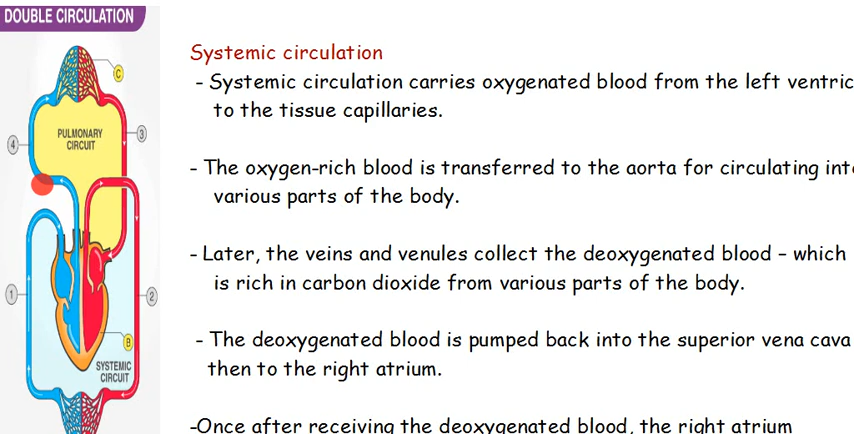 DOUBLE CIRCULATION
C
PULMONARY
CIRCUIT
3
4
1
2
B
SYSTEMIC
CIRCUIT
Systemic circulation
- Systemic circulation carries oxygenated blood from the left ventric
to the tissue capillaries.
- The oxygen-rich blood is transferred to the aorta for circulating int
various parts of the body.
- Later, the veins and venules collect the deoxygenated blood – which
is rich in carbon dioxide from various parts of the body.
- The deoxygenated blood is pumped back into the superior vena cava
then to the right atrium.
-Once after receiving the deoxygenated blood, the right atrium